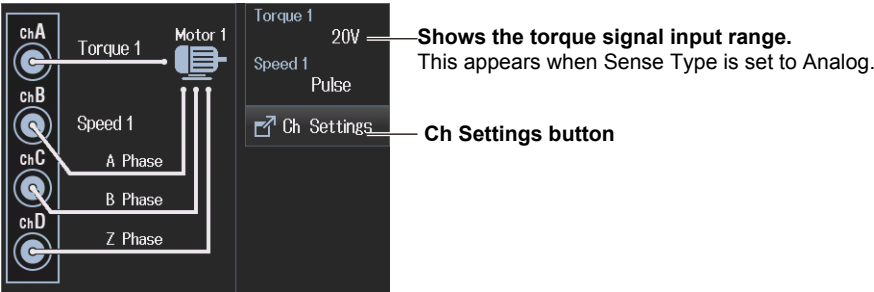 chA
Torque 1
Motor 1
chB
Speed 1
chC
A Phase
B Phase
chD
Z Phase
Torque 1
20V
Speed 1
Pulse
Ch Settings
Shows the torque signal input range.
This appears when Sense Type is set to Analog.
Ch Settings button